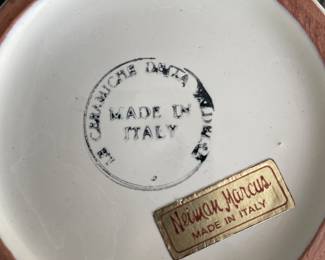 LE CERAMICHE
MADE IN
ITALY
Neiman Marcus
MADE IN ITALY